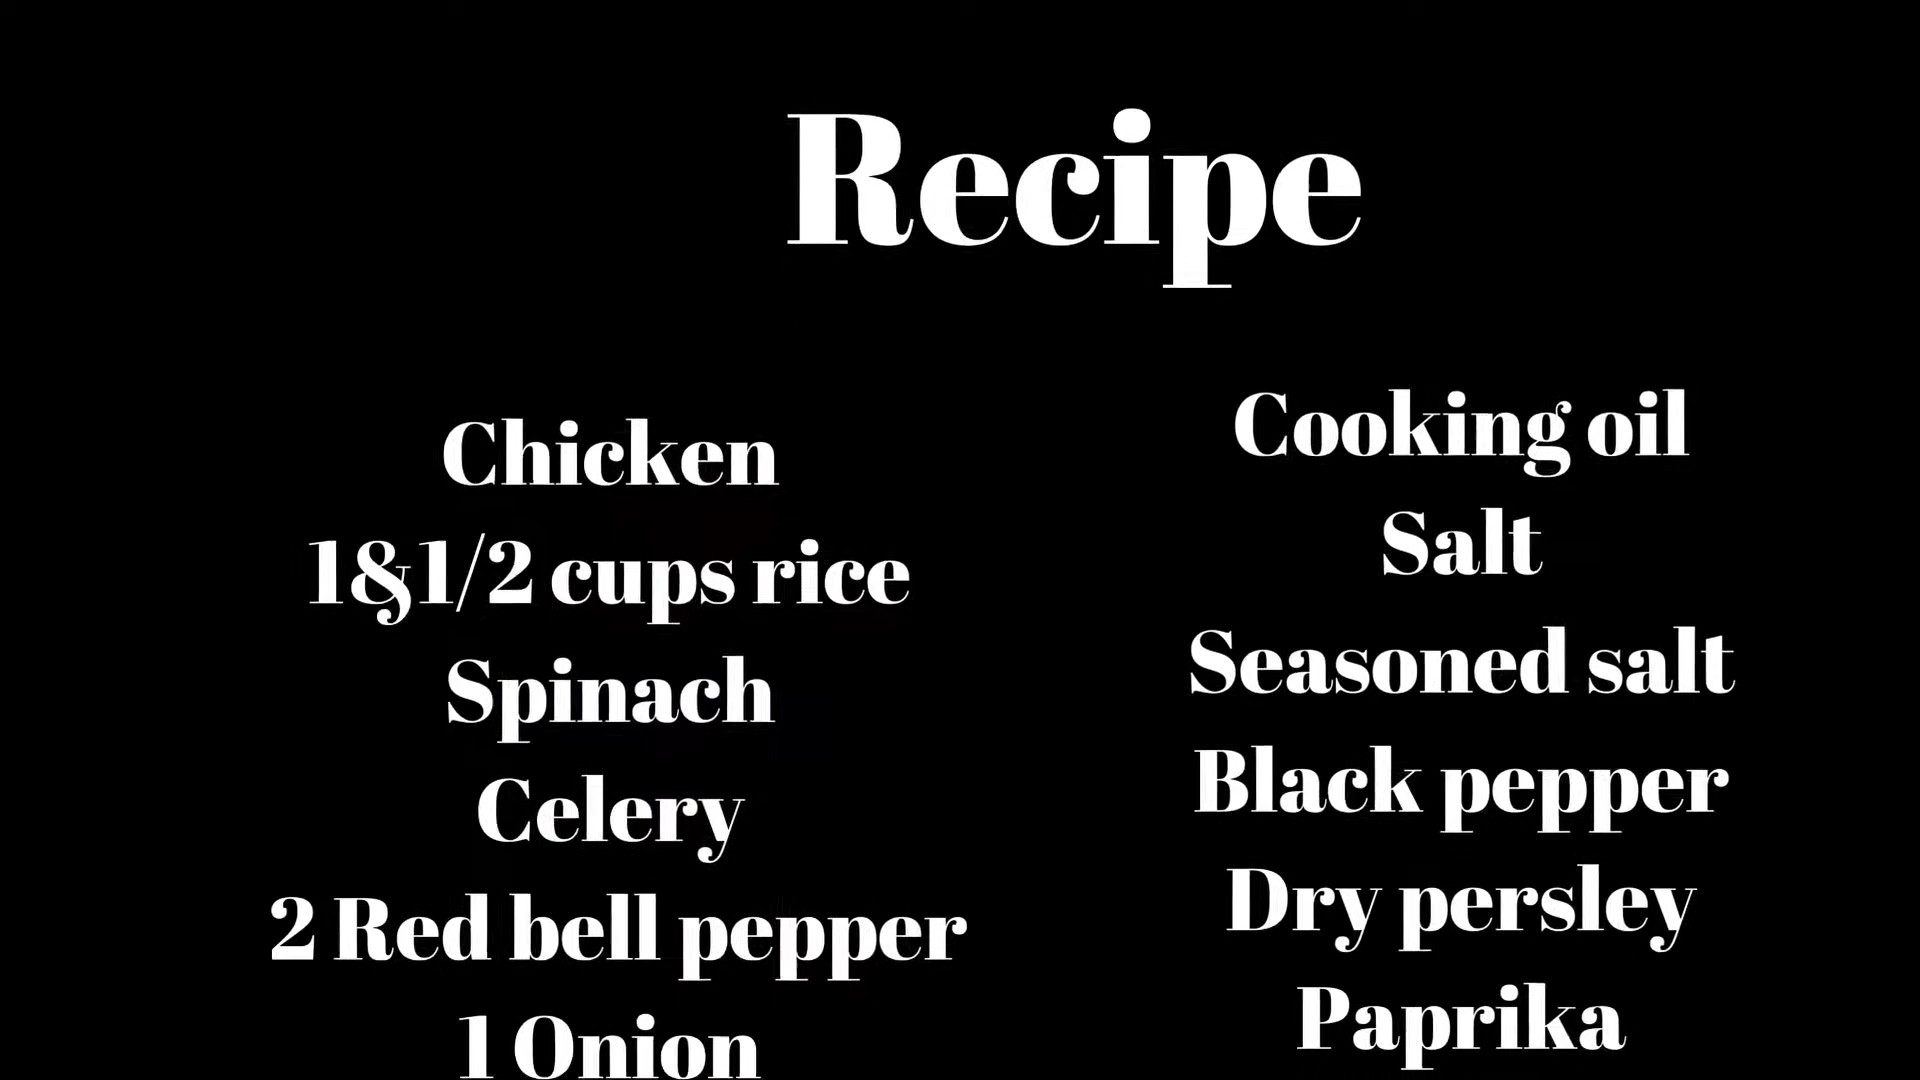 Recipe
Chicken
1&1/2 cups rice
Spinach
Celery
2 Red bell pepper
1 Onion
Cooking oil
Salt
Seasoned salt
Black pepper
Dry persley
Paprika